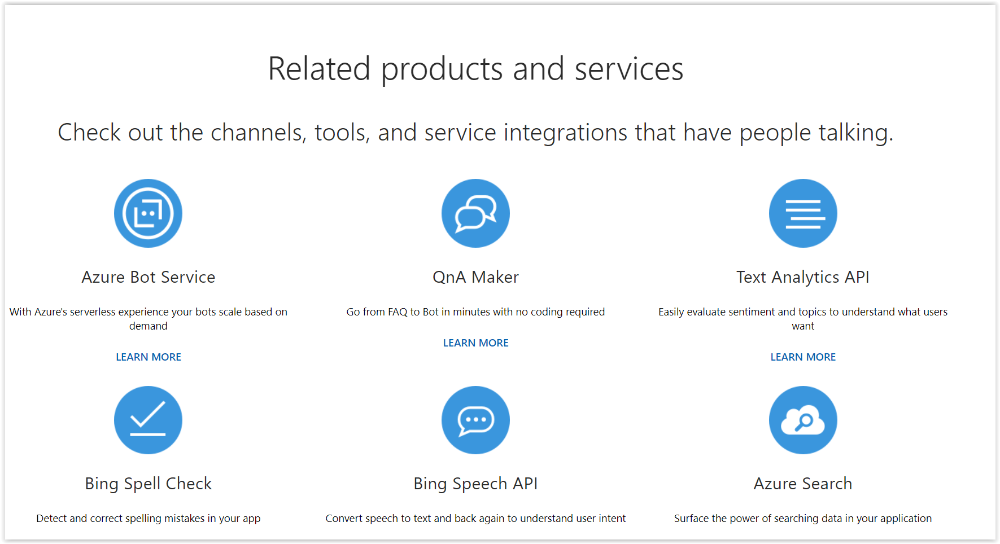 Related products and services
Check out the channels, tools, and service integrations that have people talking.
Azure Bot Service
With Azure's serverless experience your bots scale based on
demand
LEARN MORE
QnA Maker
Go from FAQ to Bot in minutes with no coding required
LEARN MORE
Text Analytics API
Easily evaluate sentiment and topics to understand what users
want
LEARN MORE
Bing Spell Check
Detect and correct spelling mistakes in your app
Bing Speech API
Convert speech to text and back again to understand user intent
Azure Search
Surface the power of searching data in your application